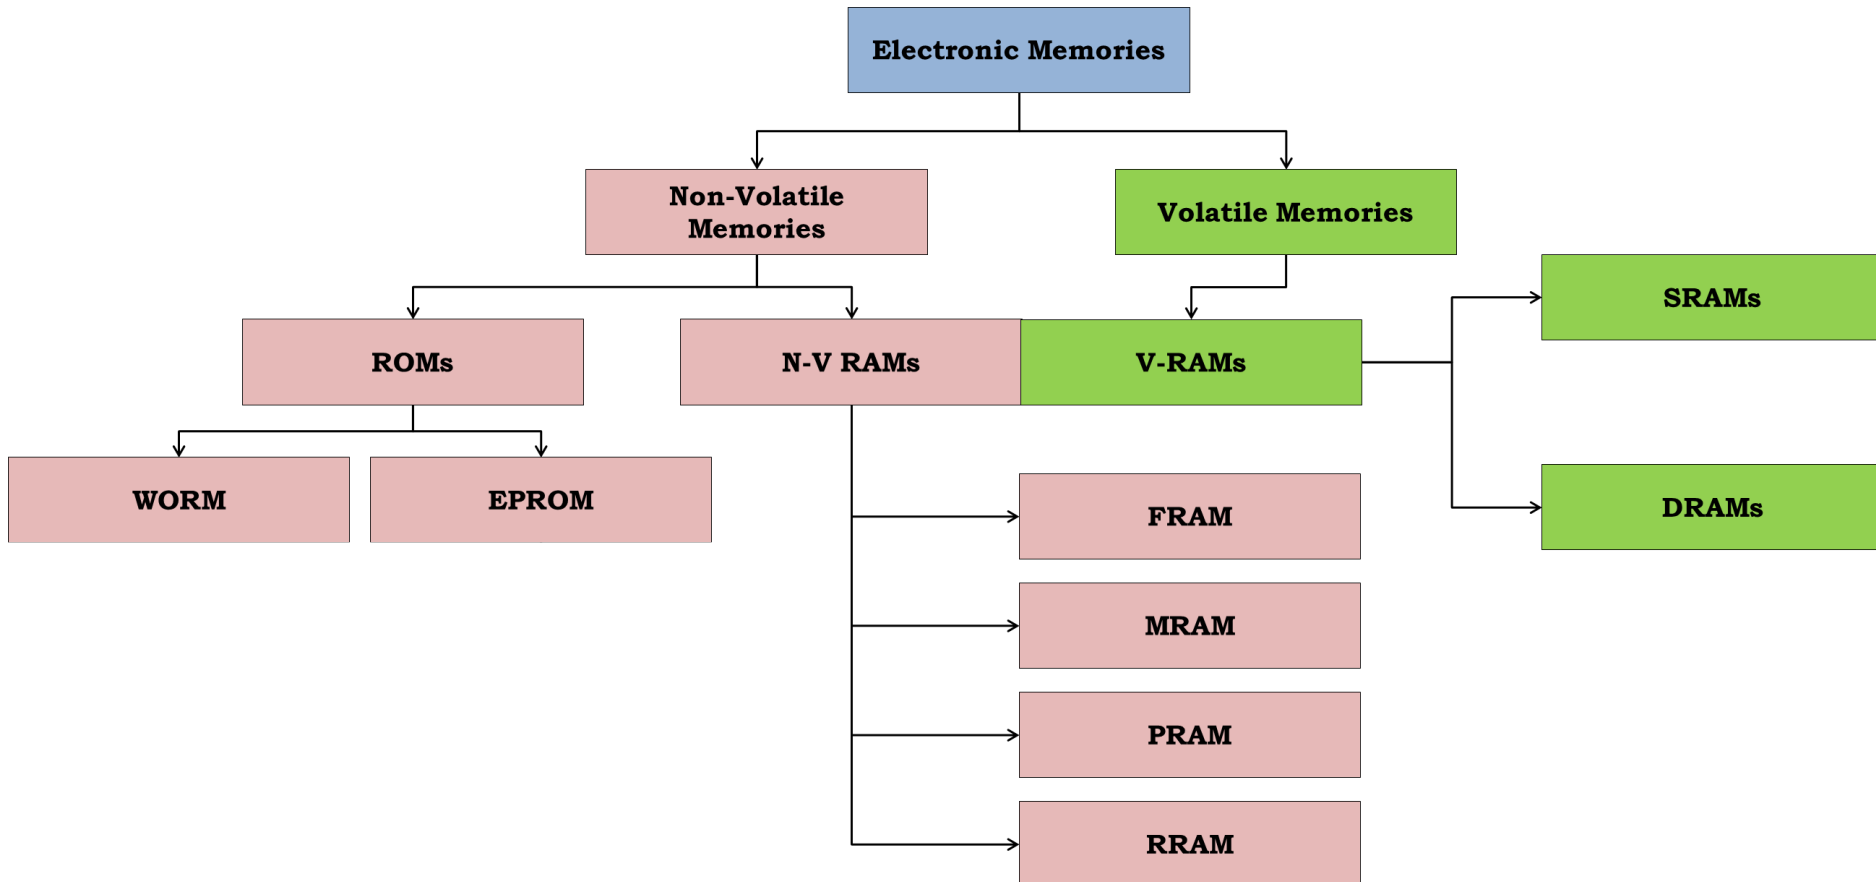 Electronic Memories
Non-Volatile
Memories
Volatile Memories
SRAMs
ROMs
N-V RAMs
V-RAMs
WORM
EPROM
DRAMs
FRAM
MRAM
PRAM
RRAM